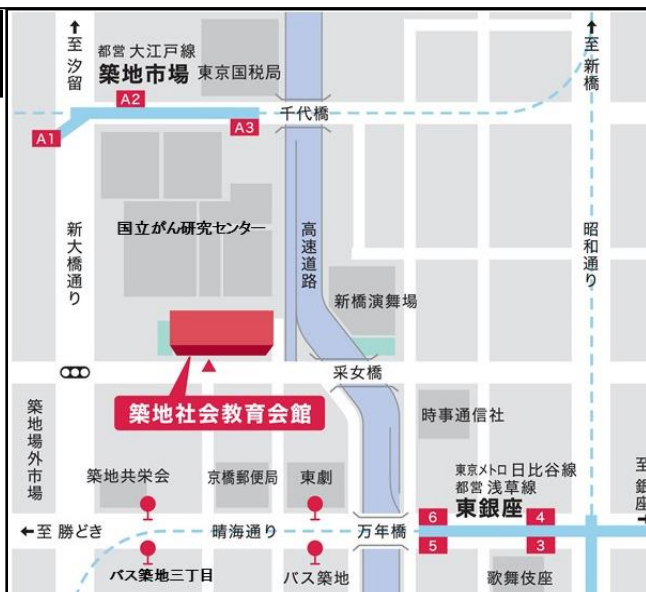 至汐留
都営 大江戸線
築地市場
東京国税局
至新橋
A2
A3
A1
千代橋
国立がん研究センター
新大橋通り
高速道路
昭和通り
新橋演舞場
采女橋
築地社会教育会館
時事通信社
築地場外市場
築地共栄会
京橋郵便局
東劇
東京メトロ 日比谷線
都営 浅草線
東銀座
至銀座
6
4
←至 勝どき
晴海通り
万年橋
5
3
バス築地三丁目
バス築地
歌舞伎座